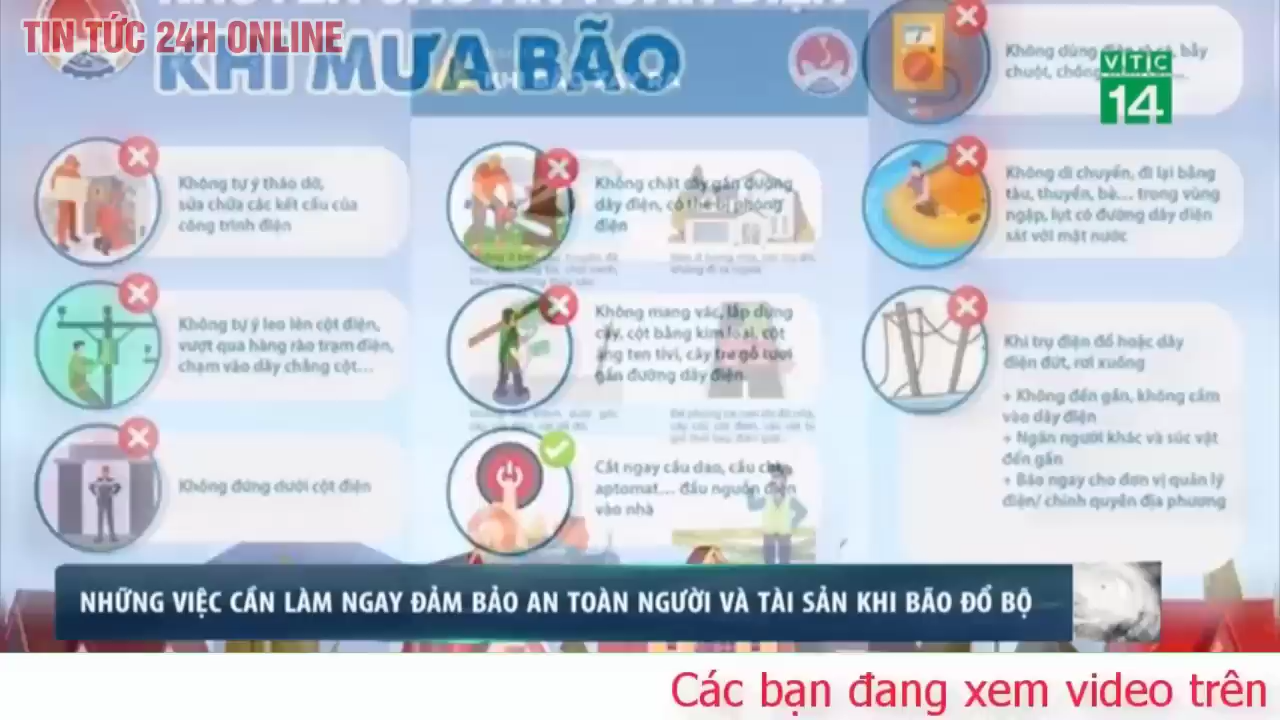 TIN TỨC 24H ONLINE
KHI MƯA BÃO
VTC
14
Không tự ý tháo dỡ,
sửa chữa các kết cấu của
công trình điện
Không tự ý leo lên cột điện,
vượt qua hàng rào trạm điện,
chạm vào dây chằng cột...
Không đứng dưới cột điện
Không chặt cây gần đường
dây điện, có thể bị phóng
điện
Không mang vác, lắp dựng
cây, cột bằng kim loại, cột
ăng ten tivi, cây tre gỗ tươi
gần đường dây điện
Cắt ngay cầu dao, cầu chì,
aptomat... đầu nguồn điện
vào nhà
Không dùng điện bẫy
chuột, chống
Không di chuyển, đi lại bằng
tàu, thuyền, bè... trong vùng
ngập, lụt có đường dây điện
sát với mặt nước
Khi trụ điện đổ hoặc dây
điện đứt, rơi xuống
+ Không đến gần, không cầm
vào dây điện
+ Ngăn người khác và súc vật
đến gần
+ Báo ngay cho đơn vị quản lý
điện/ chính quyền địa phương
NHỮNG VIỆC CẦN LÀM NGAY ĐẢM BẢO AN TOÀN NGƯỜI VÀ TÀI SẢN KHI BÃO ĐỔ BỘ
Các bạn đang xem video trên